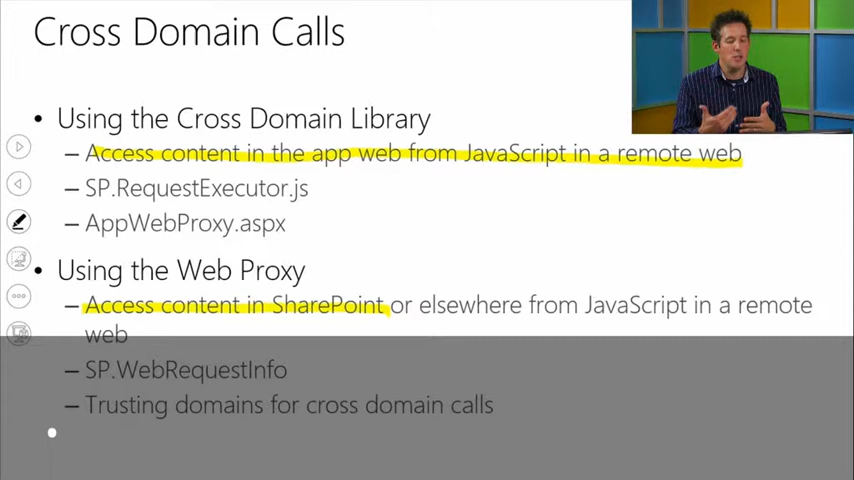 Cross Domain Calls
• Using the Cross Domain Library
– Access content in the app web from JavaScript in a remote web
– SP.RequestExecutor.js
– AppWebProxy.aspx
• Using the Web Proxy
– Access content in SharePoint or elsewhere from JavaScript in a remote
web
– SP.WebRequestInfo
– Trusting domains for cross domain calls